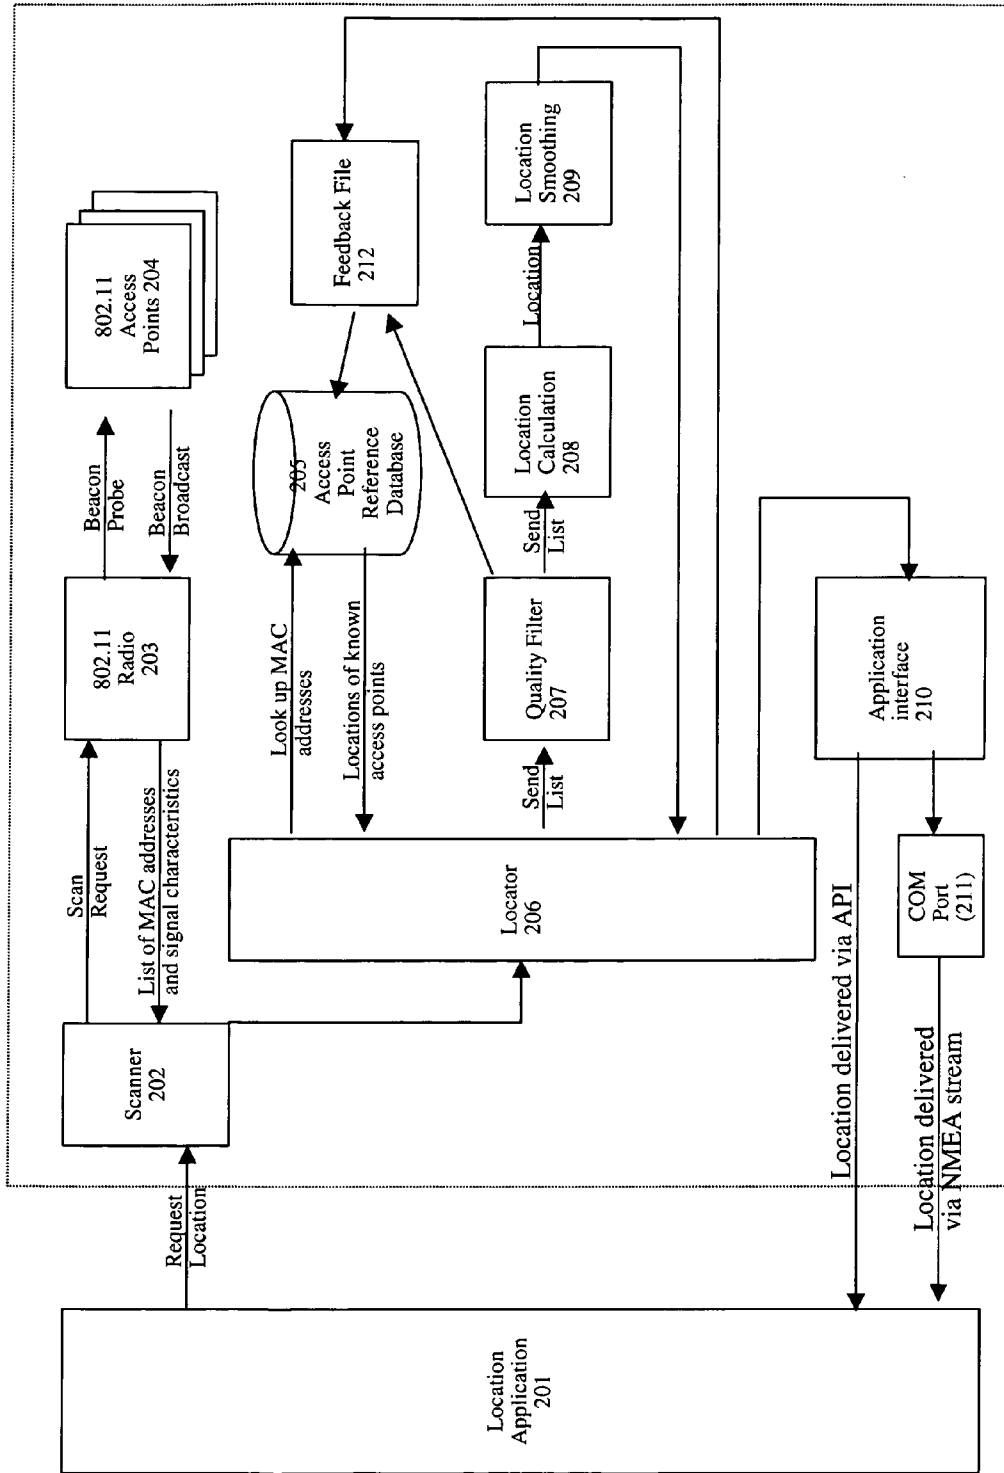 Location
Application
201
Request
Location
Scanner
202
Scan
Request
List of MAC addresses
and signal characteristics
802.11
Radio
203
Beacon
Probe
Beacon
Broadcast
802.11
Access
Points 204
Locator
206
Look up MAC
addresses
Locations of known
access points
205
Access
Point
Reference
Database
Feedback File
212
Send
List
Quality Filter
207
Send
List
Location
Calculation
208
Location
Location
Smoothing
209
Application
interface
210
COM
Port
(211)
Location delivered via API
Location delivered
via NMEA stream